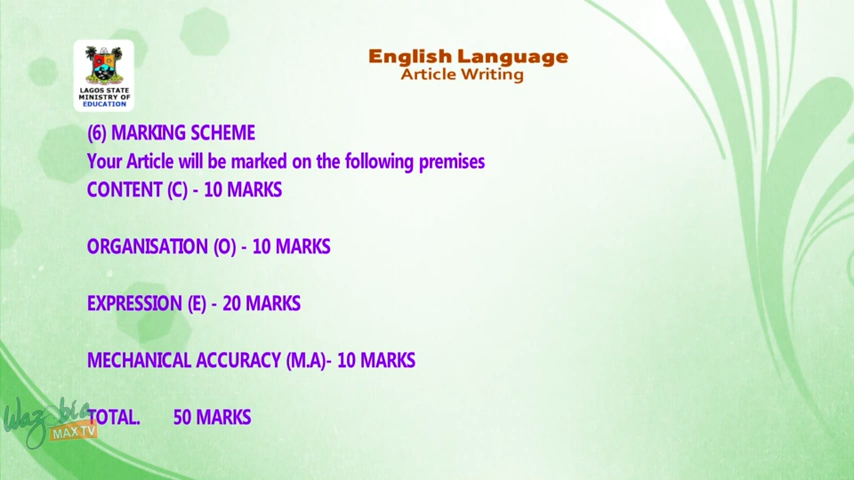 English Language
Article Writing
LAGOS STATE
MINISTRY OF
EDUCATION
(6) MARKING SCHEME
Your Article will be marked on the following premises
CONTENT (C) - 10 MARKS
ORGANISATION (O) - 10 MARKS
EXPRESSION (E) - 20 MARKS
MECHANICAL ACCURACY (M.A)- 10 MARKS
TOTAL. 50 MARKS
Wazobia
MAX TV